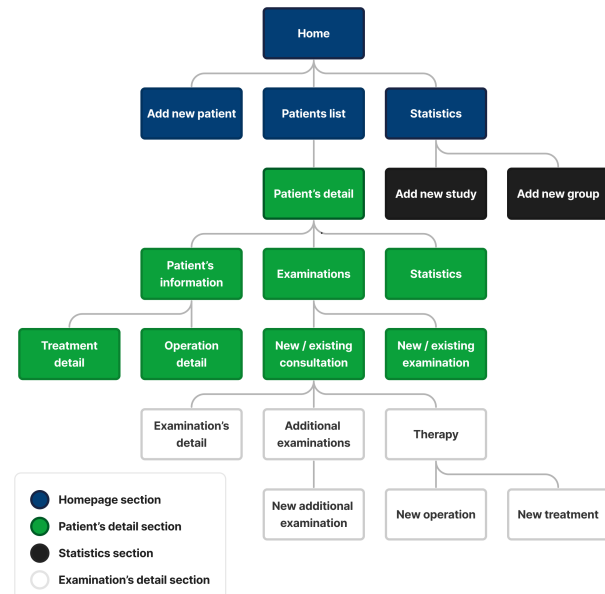 Home
Add new patient
Patients list
Statistics
Patient's detail
Add new study
Add new group
Patient's
information
Examinations
Statistics
Treatment
detail
Operation
detail
New / existing
consultation
New / existing
examination
Examination's
detail
Additional
examinations
Therapy
New additional
examination
New operation
New treatment
Homepage section
Patient's detail section
Statistics section
Examination's detail section